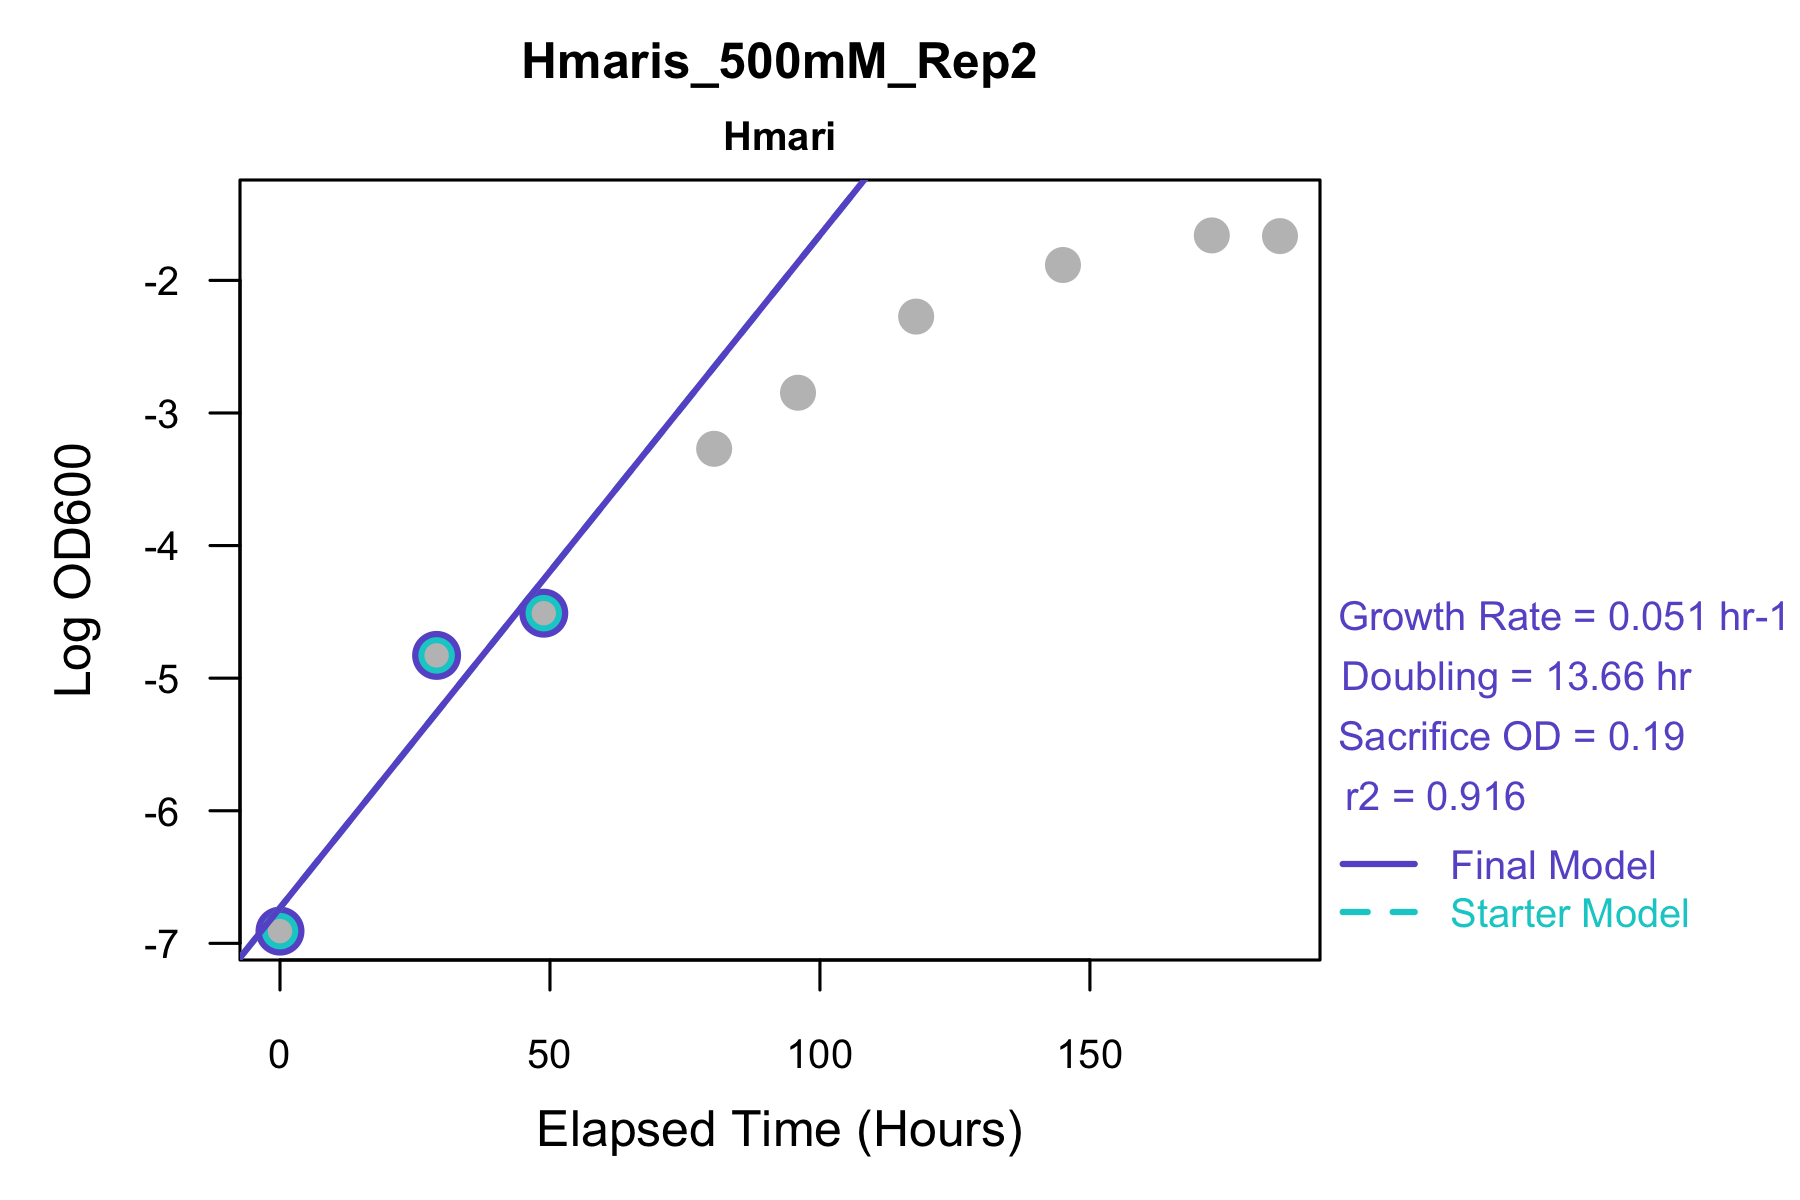 Hmaris_500mM_Rep2
Hmari
Log OD600
-2
-3
-4
-5
-6
-7
0
50
100
150
Elapsed Time (Hours)
Growth Rate = 0.051 hr-1
Doubling = 13.66 hr
Sacrifice OD = 0.19
r2 = 0.916
Final Model
Starter Model